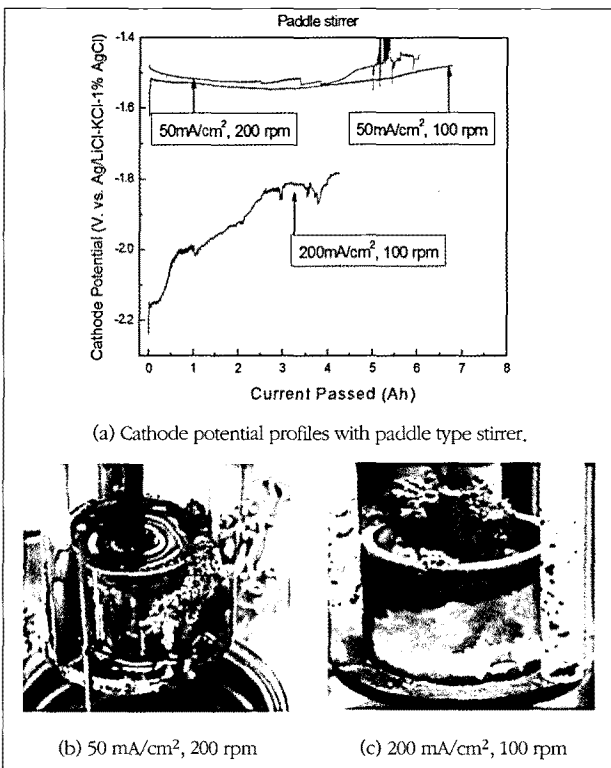 Paddle stirrer
-1.4
-1.5
-1.8
-2.0
-2.2
Cathode Potential (V. vs. Ag/LiCl-KCl-1% AgCl)
50mA/cm², 200 rpm
50mA/cm², 100 rpm
200mA/cm², 100 rpm
0 1 2 3 4 5 6 7 8
Current Passed (Ah)
(a) Cathode potential profiles with paddle type stirrer.
(b) 50 mA/cm², 200 rpm
(c) 200 mA/cm², 100 rpm